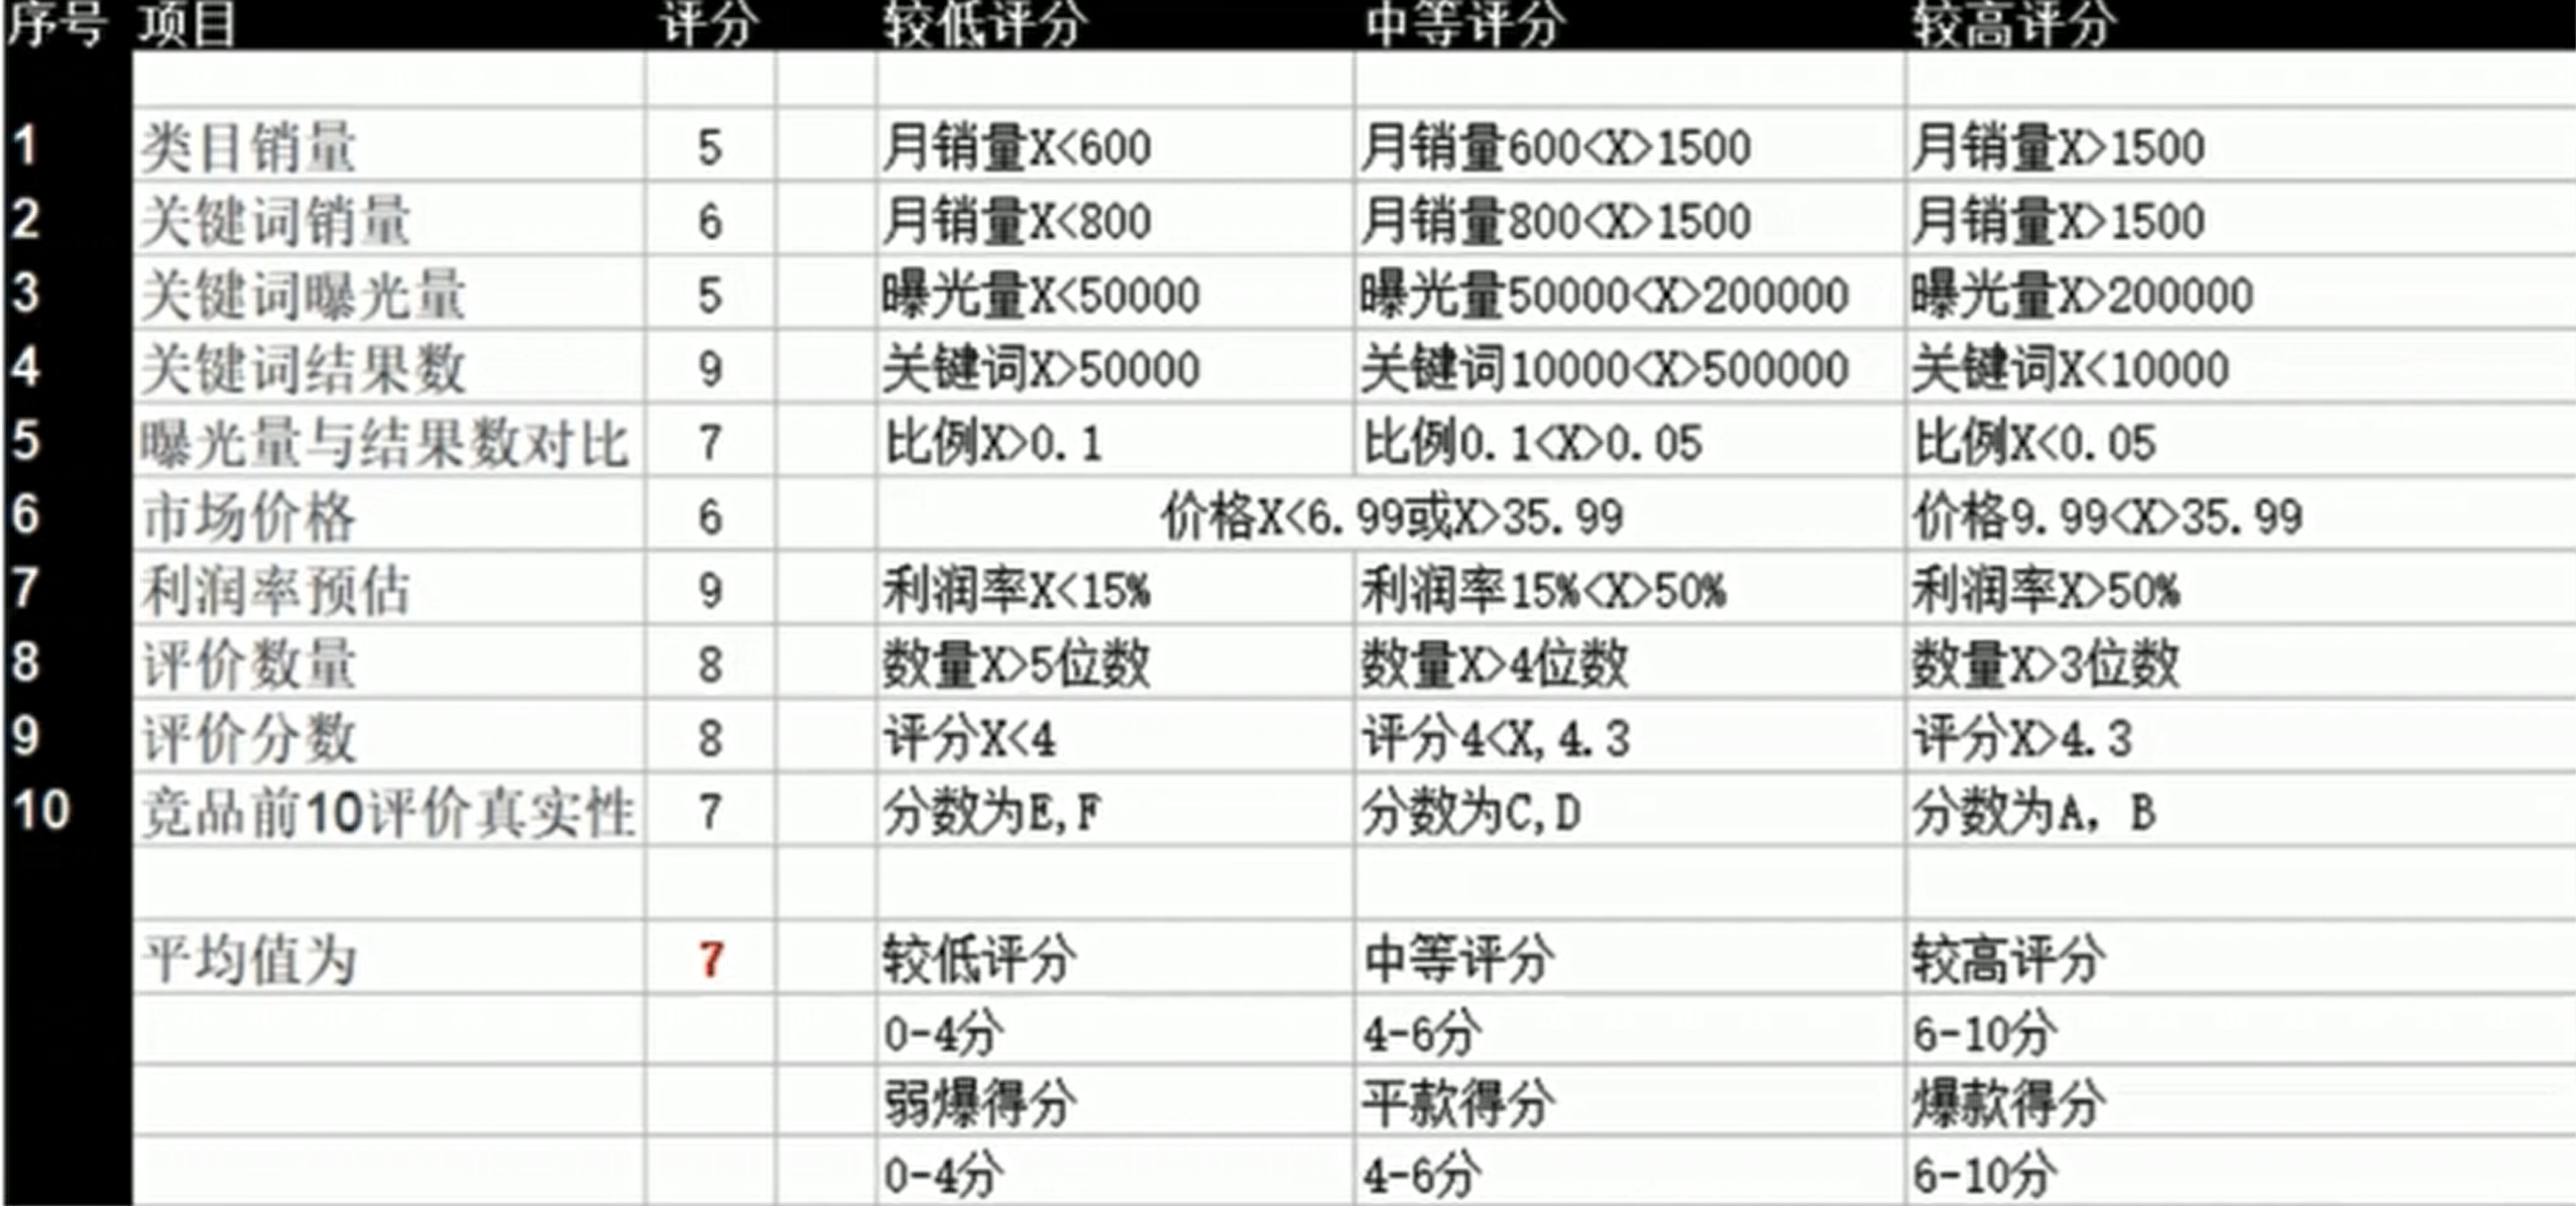 序号 项目 评分 较低评分 中等评分 较高评分
1 类目销量 5 月销量X<600 月销量600<X>1500 月销量X>1500
2 关键词销量 6 月销量X<800 月销量800<X>1500 月销量X>1500
3 关键词曝光量 5 曝光量X<50000 曝光量50000<X>200000 曝光量X>200000
4 关键词结果数 9 关键词X>50000 关键词10000<X>500000 关键词X<10000
5 曝光量与结果数对比 7 比例X>0.1 比例0.1<X>0.05 比例X<0.05
6 市场价格 6 价格X<6.99或X>35.99 价格9.99<X>35.99
7 利润率预估 9 利润率X<15% 利润率15%<X>50% 利润率X>50%
8 评价数量 8 数量X>5位数 数量X>4位数 数量X>3位数
9 评价分数 8 评分X<4 评分4<X,4.3 评分X>4.3
10 竞品前10评价真实性 7 分数为E,F 分数为C,D 分数为A，B
平均值为 7 较低评分 中等评分 较高评分
0-4分 4-6分 6-10分
弱爆得分 平款得分 爆款得分
0-4分 4-6分 6-10分